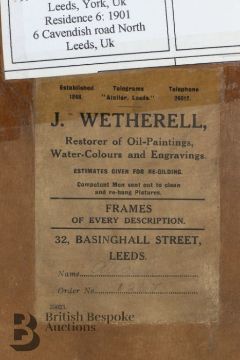 Leeds, York, Uk
Residence 6: 1901
6 Cavendish road North
Leeds, Uk
Established Telegrams Telephone
1868. "Atelier, Leeds."
J. WETHERELL,
Restorer of Oil-Paintings,
Water-Colours and Engravings.
ESTIMATES GIVEN FOR RE-GILDING.
Competent Men sent out to clean
and re-hang Pictures.
FRAMES
OF EVERY DESCRIPTION.
32, BASINGHALL STREET,
LEEDS.
Name
Order No.
British Bespoke
Auctions